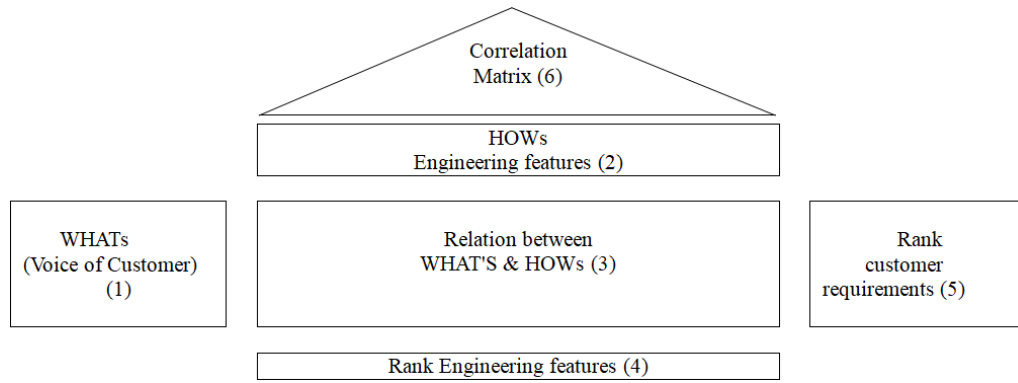 Correlation
Matrix (6)
HOWs
Engineering features (2)
WHATs
(Voice of Customer)
(1)
Relation between
WHAT'S & HOWs (3)
Rank
customer
requirements (5)
Rank Engineering features (4)